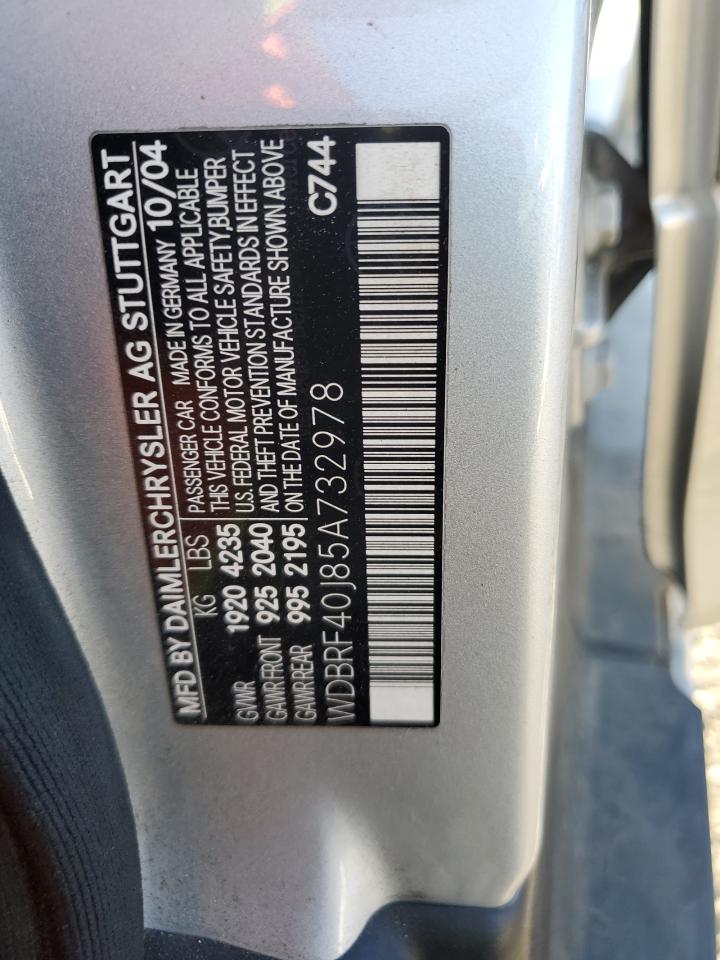 MFD BY DAIMLERCHRYSLER AG STUTTGART
KG LBS PASSENGER CAR MADE IN GERMANY 10/04
THIS VEHICLE CONFORMS TO ALL APPLICABLE
GVWR 1920 4235 U.S. FEDERAL MOTOR VEHICLE SAFETY,BUMPER
GAWR FRONT 925 2040 AND THEFT PREVENTION STANDARDS IN EFFECT
GAWR REAR 995 2195 ON THE DATE OF MANUFACTURE SHOWN ABOVE
WDBRF40J85A732978 C744